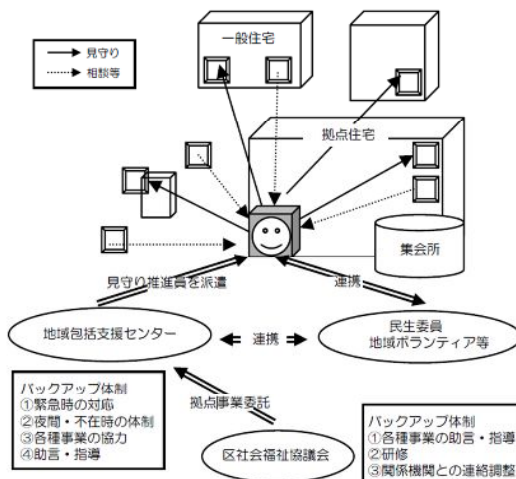 見守り
相談等
一般住宅
拠点住宅
集会所
見守り推進員を派遣
連携
地域包括支援センター
連携
民生委員
地域ボランティア等
バックアップ体制
①緊急時の対応
②夜間・不在時の体制
③各種事業の協力
④助言・指導
拠点事業委託
区社会福祉協議会
バックアップ体制
①各種事業の助言・指導
②研修
③関係機関との連絡調整